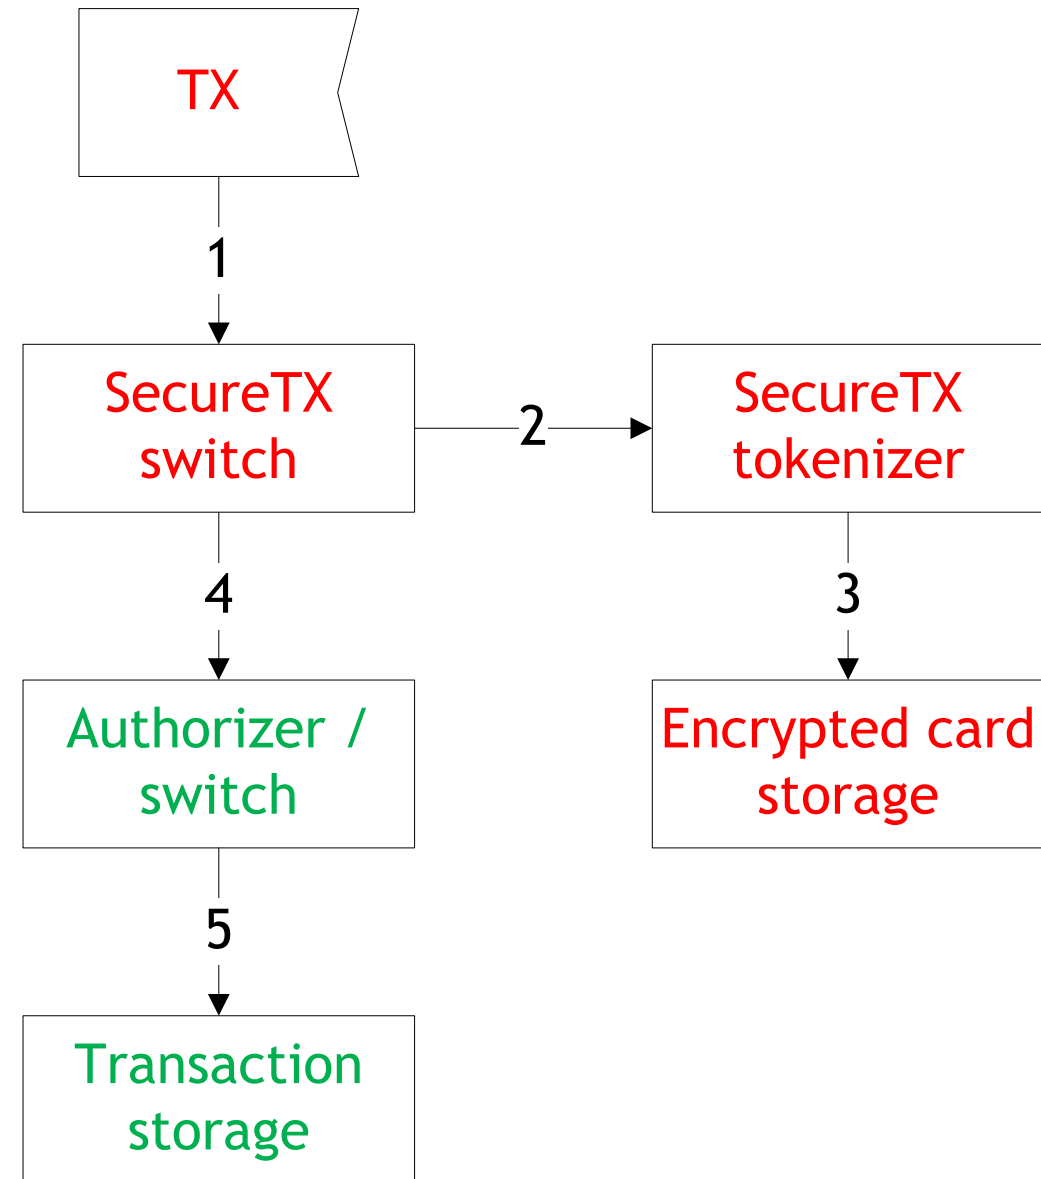 TX
1
SecureTX
switch
2
SecureTX
tokenizer
4
3
Authorizer /
switch
Encrypted card
storage
5
Transaction
storage